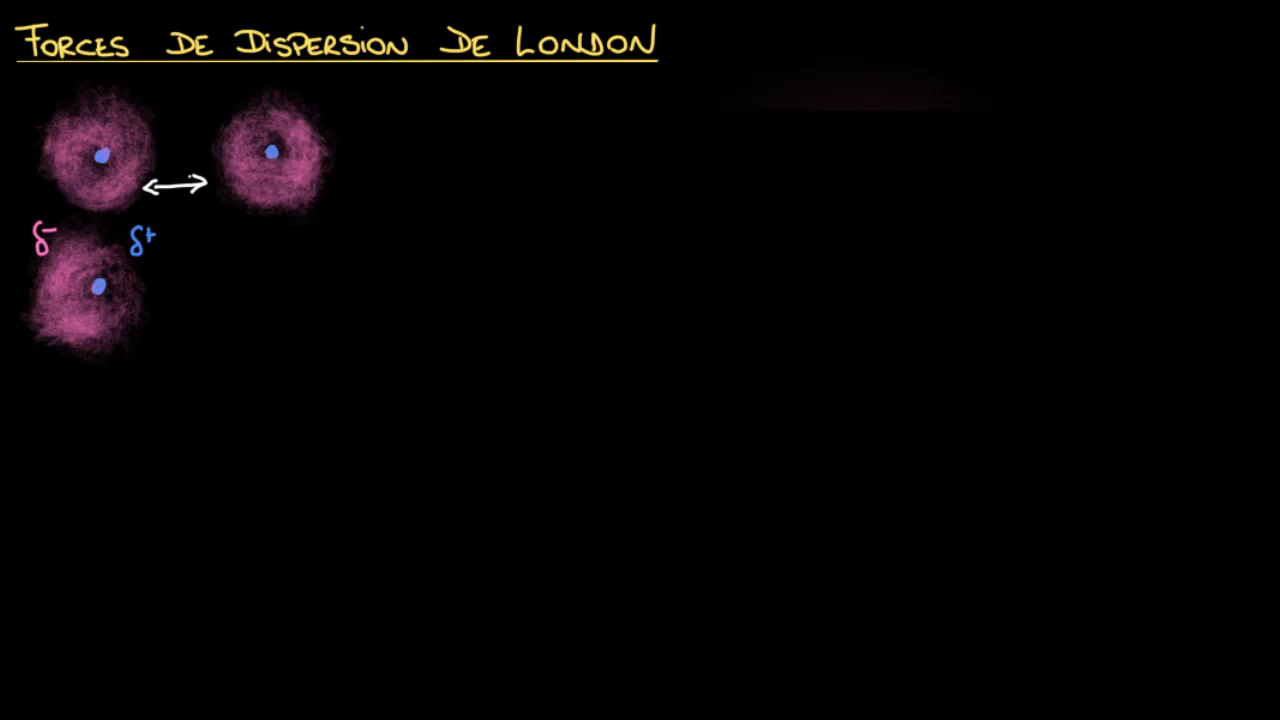 FORCES DE DISPERSION DE LONDON
δ- δ+